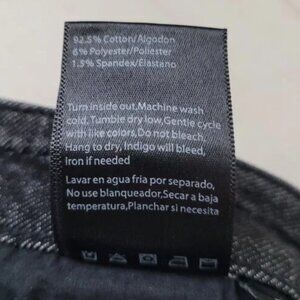 92.5% Cotton/Algodon
6% Polyester/Poliester
1.5% Spandex/Elastano
Turn inside out,Machine wash
cold,Tumble dry low,Gentle cycle
with like colors,Do not bleach,
Hang to dry, Indigo will bleed,
Iron if needed
Lavar en agua fria por separado,
No use blanqueador,Secar a baja
temperatura,Planchar si necesita